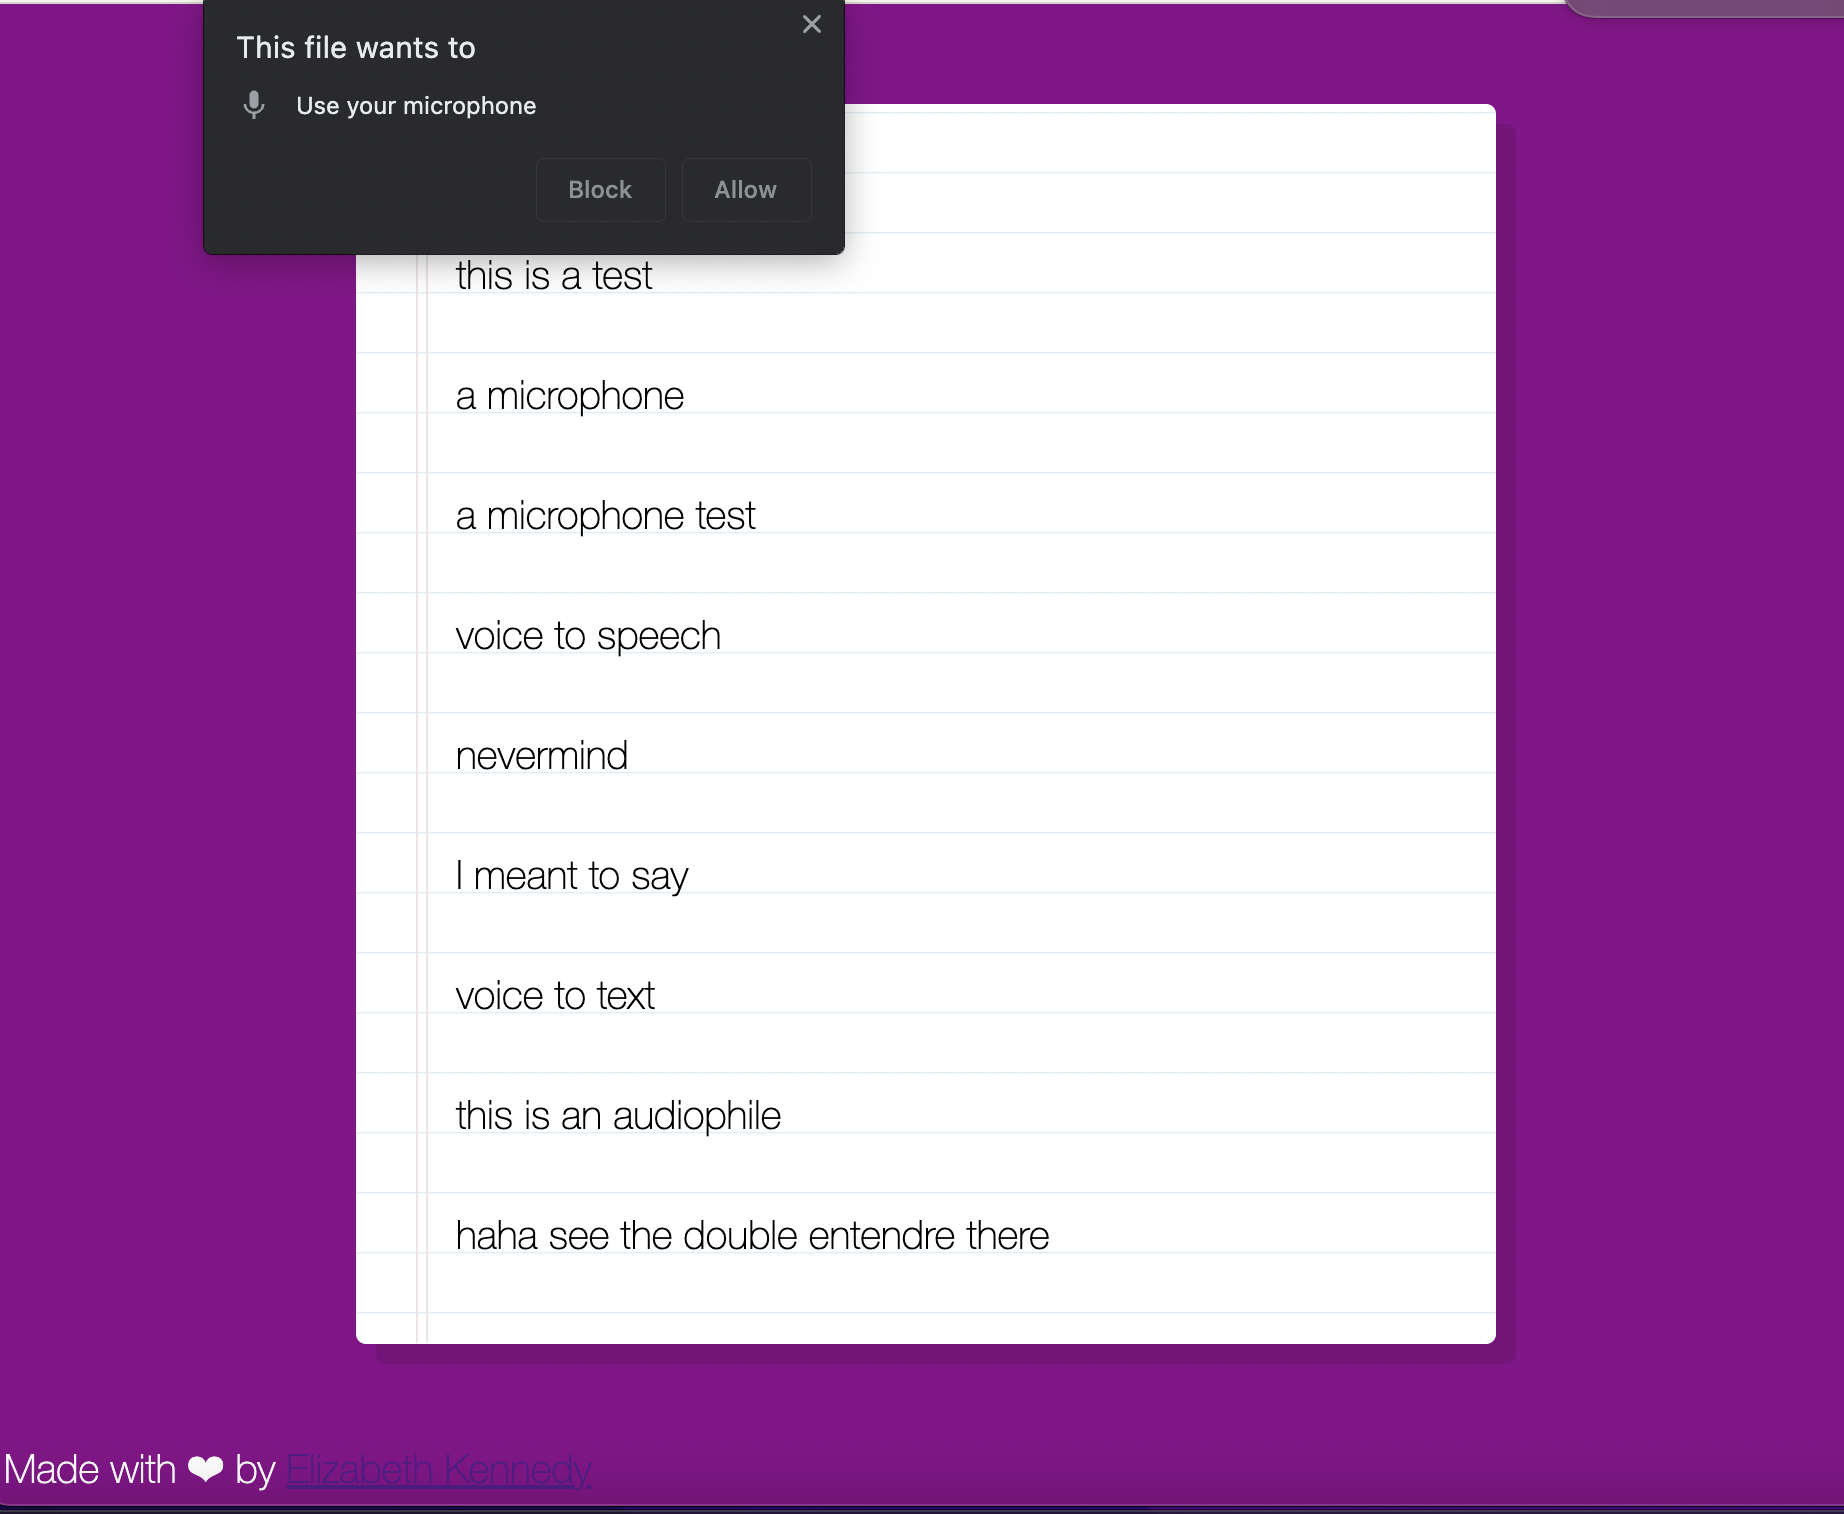 This file wants to
Use your microphone
Block Allow
this is a test
a microphone
a microphone test
voice to speech
nevermind
I meant to say
voice to text
this is an audiophile
haha see the double entendre there
Made with ❤ by Elizabeth Kennedy